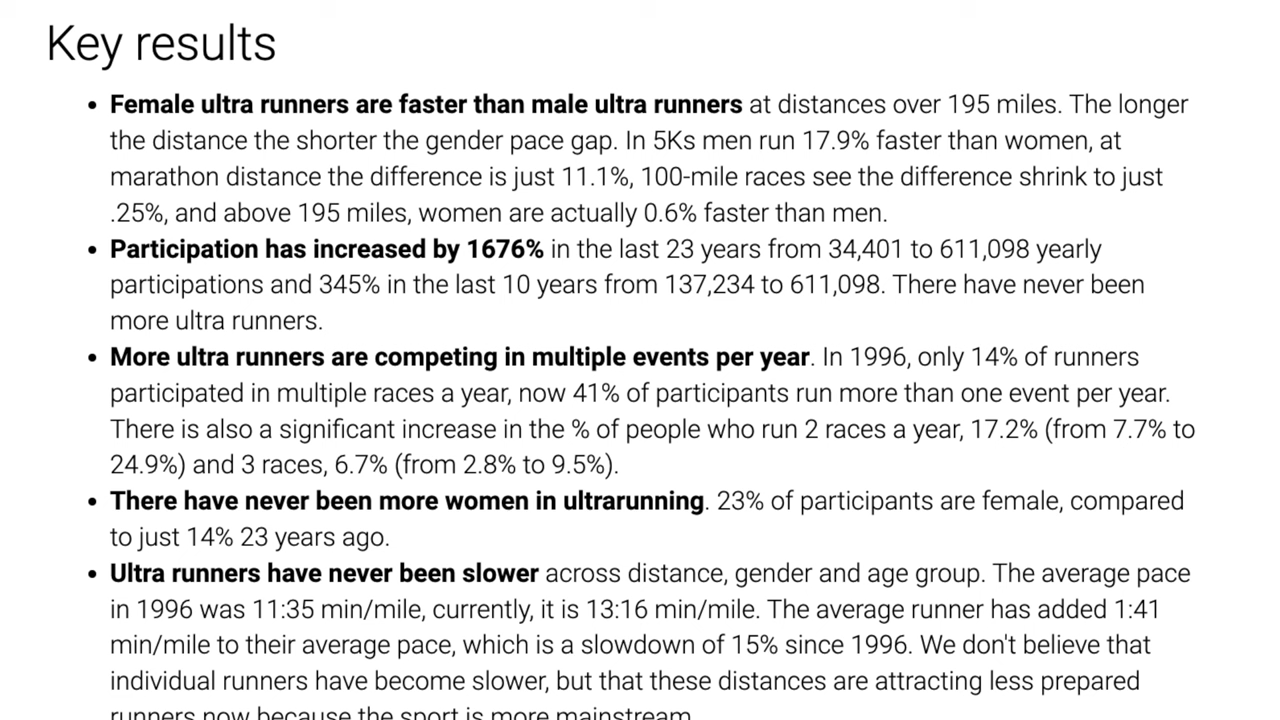 Key results
• Female ultra runners are faster than male ultra runners at distances over 195 miles. The longer
the distance the shorter the gender pace gap. In 5Ks men run 17.9% faster than women, at
marathon distance the difference is just 11.1%, 100-mile races see the difference shrink to just
.25%, and above 195 miles, women are actually 0.6% faster than men.
• Participation has increased by 1676% in the last 23 years from 34,401 to 611,098 yearly
participations and 345% in the last 10 years from 137,234 to 611,098. There have never been
more ultra runners.
• More ultra runners are competing in multiple events per year. In 1996, only 14% of runners
participated in multiple races a year, now 41% of participants run more than one event per year.
There is also a significant increase in the % of people who run 2 races a year, 17.2% (from 7.7% to
24.9%) and 3 races, 6.7% (from 2.8% to 9.5%).
• There have never been more women in ultrarunning. 23% of participants are female, compared
to just 14% 23 years ago.
• Ultra runners have never been slower across distance, gender and age group. The average pace
in 1996 was 11:35 min/mile, currently, it is 13:16 min/mile. The average runner has added 1:41
min/mile to their average pace, which is a slowdown of 15% since 1996. We don't believe that
individual runners have become slower, but that these distances are attracting less prepared
runners now because the sport is more mainstream.